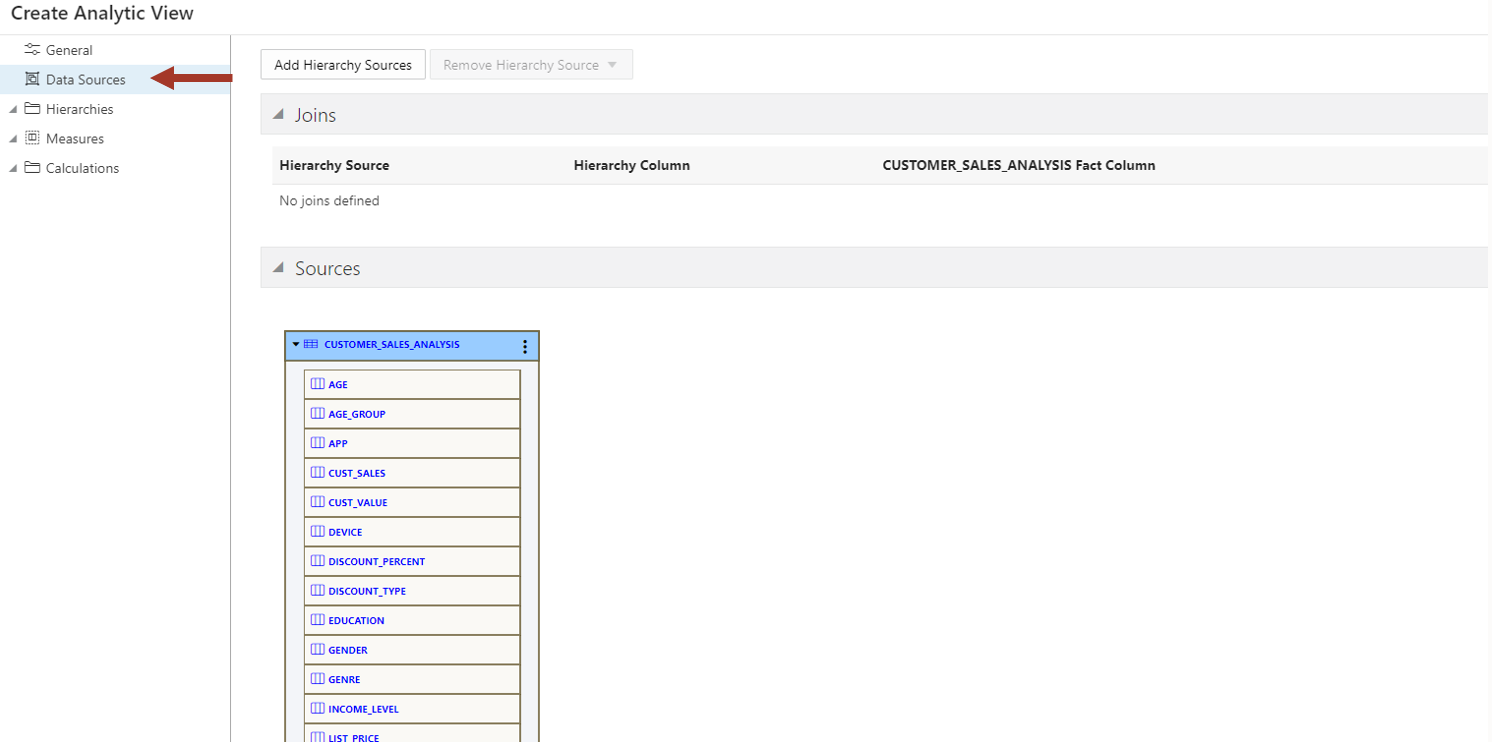 Create Analytic View
General
Data Sources
Hierarchies
Measures
Calculations
Add Hierarchy Sources Remove Hierarchy Source
Joins
Hierarchy Source Hierarchy Column CUSTOMER_SALES_ANALYSIS Fact Column
No joins defined
Sources
CUSTOMER_SALES_ANALYSIS
AGE
AGE_GROUP
APP
CUST_SALES
CUST_VALUE
DEVICE
DISCOUNT_PERCENT
DISCOUNT_TYPE
EDUCATION
GENDER
GENRE
INCOME_LEVEL
LIST_PRICE